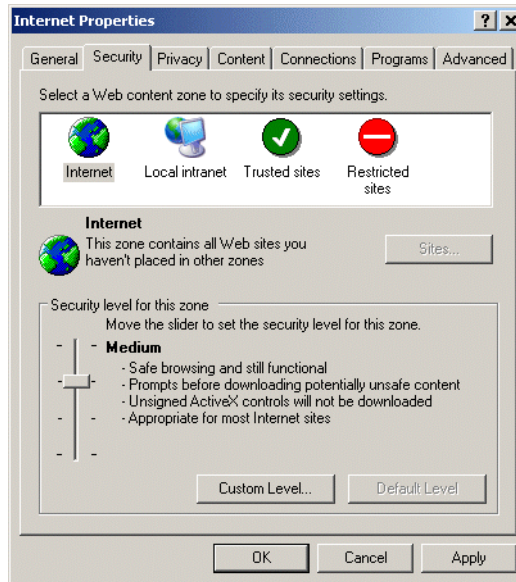 Internet Properties
General Security Privacy Content Connections Programs Advanced
Select a Web content zone to specify its security settings.
Internet Local intranet Trusted sites Restricted
sites
Internet
This zone contains all Web sites you
haven't placed in other zones
Sites...
Security level for this zone
Move the slider to set the security level for this zone.
Medium
- Safe browsing and still functional
- Prompts before downloading potentially unsafe content
- Unsigned ActiveX controls will not be downloaded
- Appropriate for most Internet sites
Custom Level... Default Level
OK Cancel Apply